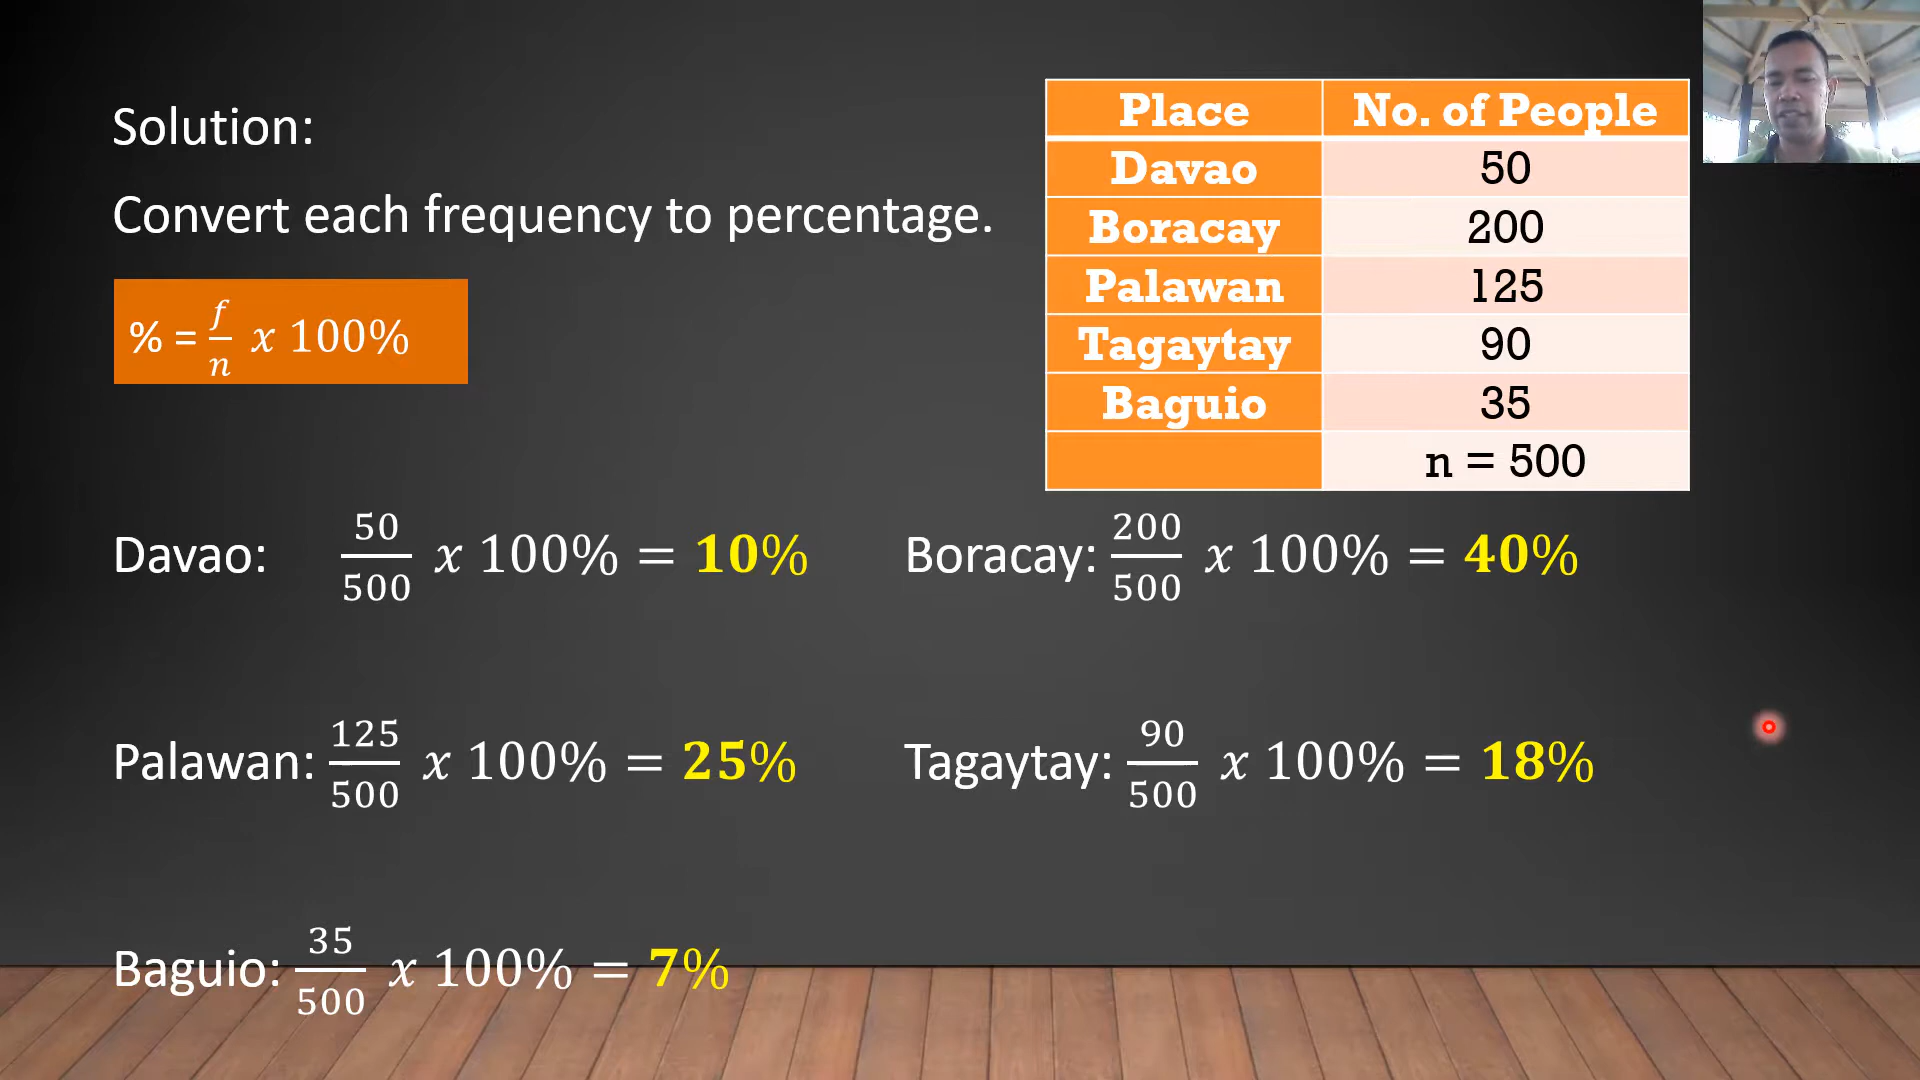 Solution:
Convert each frequency to percentage.
% = f/n x 100%
Place No. of People
Davao 50
Boracay 200
Palawan 125
Tagaytay 90
Baguio 35
n = 500
Davao: 50/500 x 100% = 10%
Boracay: 200/500 x 100% = 40%
Palawan: 125/500 x 100% = 25%
Tagaytay: 90/500 x 100% = 18%
Baguio: 35/500 x 100% = 7%